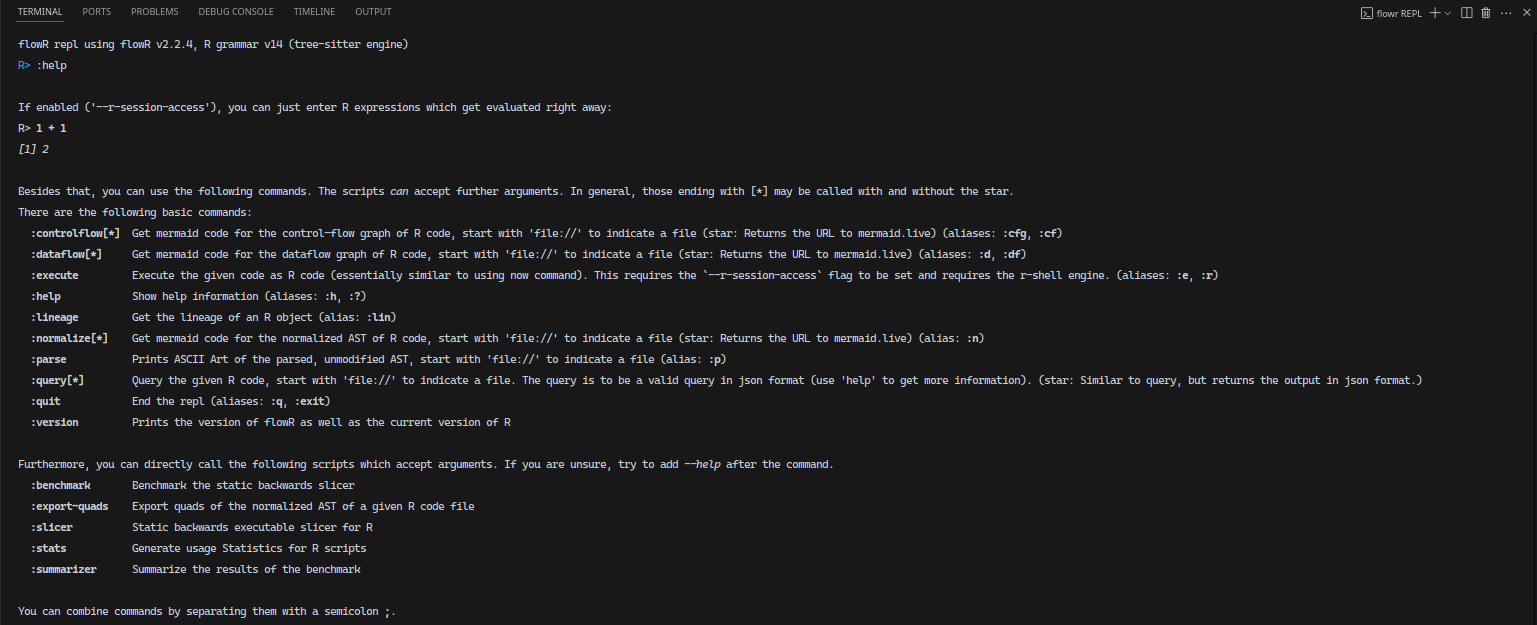 TERMINAL PORTS PROBLEMS DEBUG CONSOLE TIMELINE OUTPUT flowr REPL
flowR repl using flowR v2.2.4, R grammar v14 (tree-sitter engine)
R> :help
If enabled ('--r-session-access'), you can just enter R expressions which get evaluated right away:
R> 1 + 1
[1] 2
Besides that, you can use the following commands. The scripts can accept further arguments. In general, those ending with [*] may be called with and without the star.
There are the following basic commands:
:controlflow[*] Get mermaid code for the control-flow graph of R code, start with 'file://' to indicate a file (star: Returns the URL to mermaid.live) (aliases: :cfg, :cf)
:dataflow[*] Get mermaid code for the dataflow graph of R code, start with 'file://' to indicate a file (star: Returns the URL to mermaid.live) (aliases: :d, :df)
:execute Execute the given code as R code (essentially similar to using now command). This requires the `--r-session-access` flag to be set and requires the r-shell engine. (aliases: :e, :r)
:help Show help information (aliases: :h, :?)
:lineage Get the lineage of an R object (alias: :lin)
:normalize[*] Get mermaid code for the normalized AST of R code, start with 'file://' to indicate a file (star: Returns the URL to mermaid.live) (alias: :n)
:parse Prints ASCII Art of the parsed, unmodified AST, start with 'file://' to indicate a file (alias: :p)
:query[*] Query the given R code, start with 'file://' to indicate a file. The query is to be a valid query in json format (use 'help' to get more information). (star: Similar to query, but returns the output in json format.)
:quit End the repl (aliases: :q, :exit)
:version Prints the version of flowR as well as the current version of R
Furthermore, you can directly call the following scripts which accept arguments. If you are unsure, try to add --help after the command.
:benchmark Benchmark the static backwards slicer
:export-quads Export quads of the normalized AST of a given R code file
:slicer Static backwards executable slicer for R
:stats Generate usage Statistics for R scripts
:summarizer Summarize the results of the benchmark
You can combine commands by separating them with a semicolon ;.